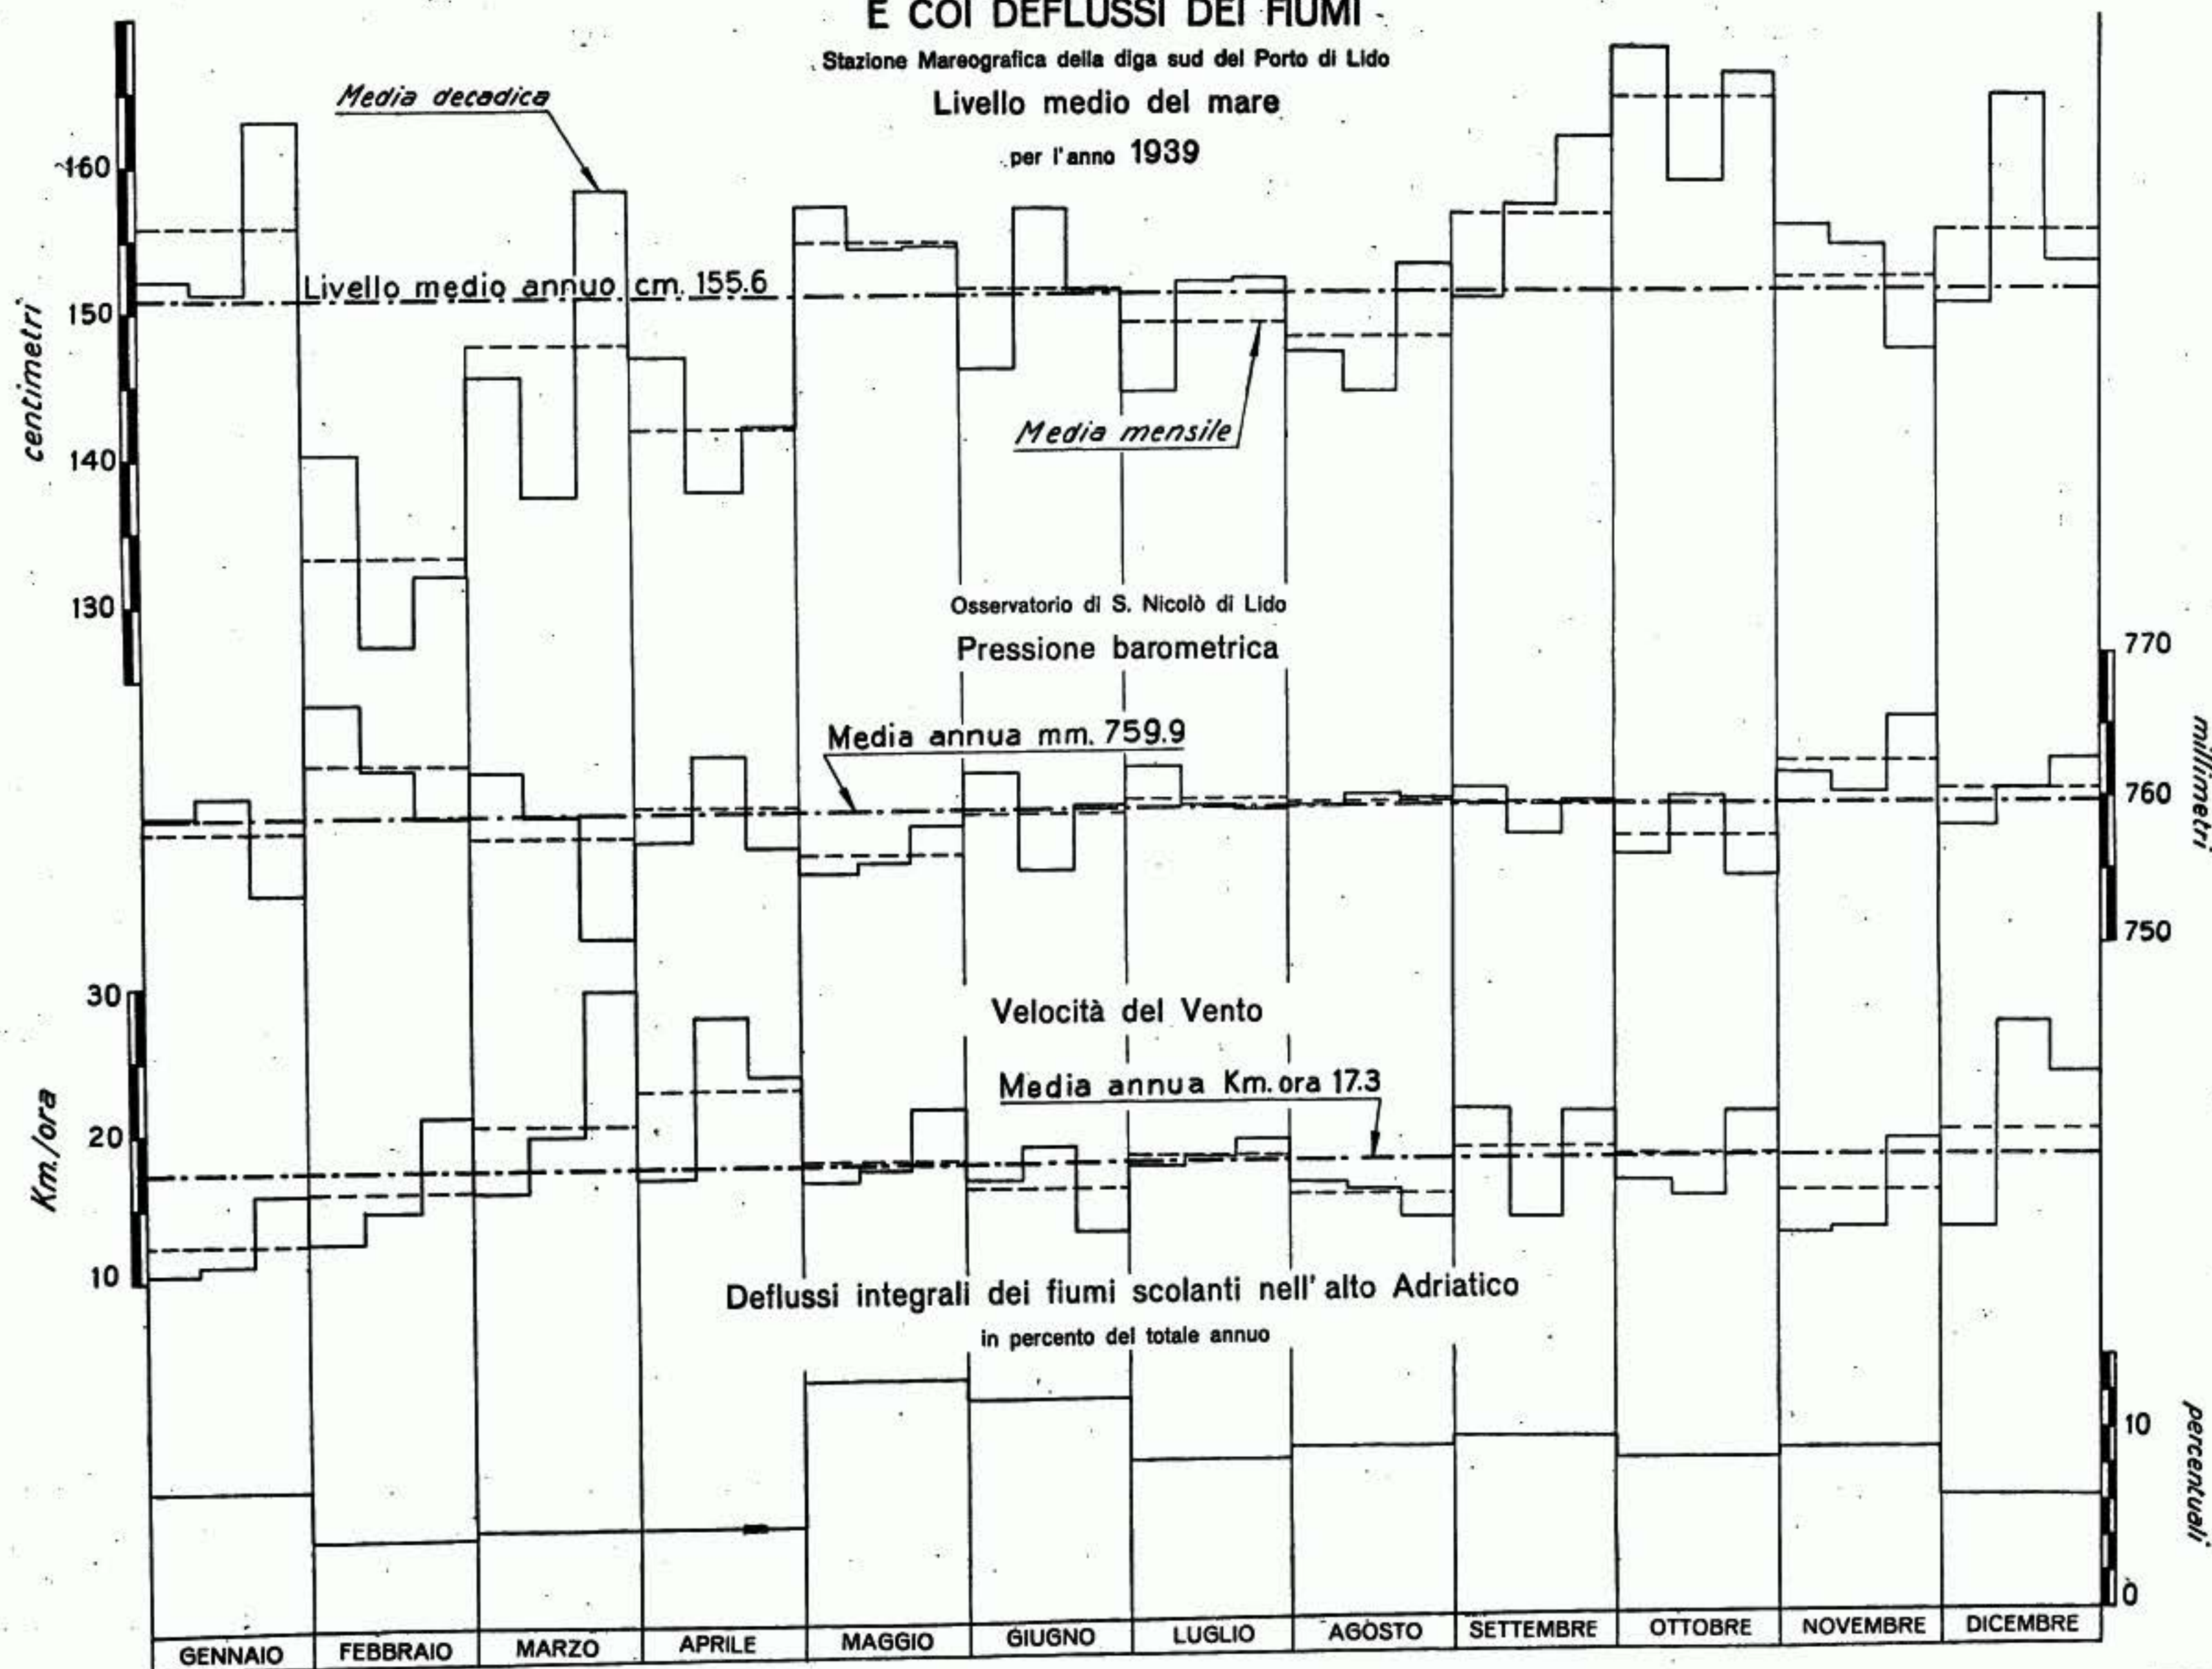 E COI DEFLUSSI DEI FIUMI
Stazione Mareografica della diga sud del Porto di Lido
Livello medio del mare
per l'anno 1939
Media decadica
160
150
140
130
centimetri
Livello medio annuo cm. 155.6
Media mensile
Osservatorio di S. Nicolò di Lido
Pressione barometrica
770
760
750
millimetri
Media annua mm. 759.9
Velocità del Vento
30
20
10
Km./ora
Media annua Km. ora 17.3
Deflussi integrali dei fiumi scolanti nell'alto Adriatico
in percento del totale annuo
10
0
percentuali
GENNAIO FEBBRAIO MARZO APRILE MAGGIO GIUGNO LUGLIO AGOSTO SETTEMBRE OTTOBRE NOVEMBRE DICEMBRE